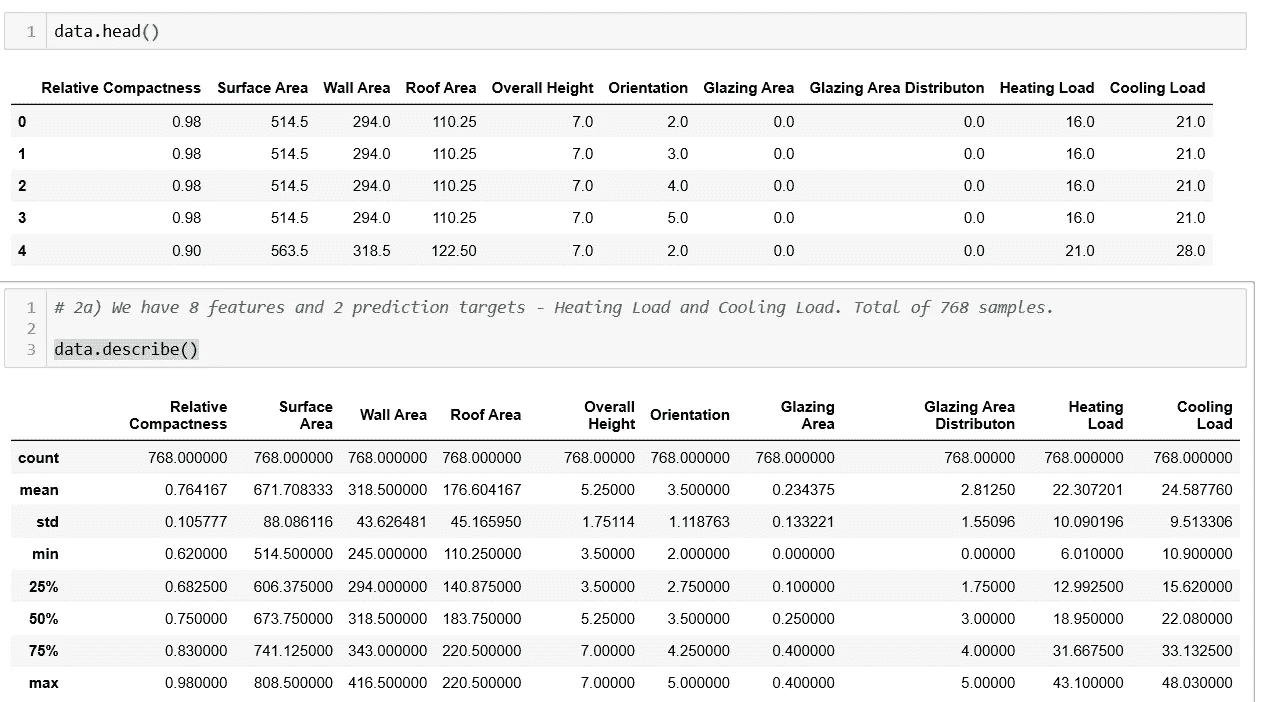 1 data.head()
Relative Compactness Surface Area Wall Area Roof Area Overall Height Orientation Glazing Area Glazing Area Distributon Heating Load Cooling Load
0 0.98 514.5 294.0 110.25 7.0 2.0 0.0 0.0 16.0 21.0
1 0.98 514.5 294.0 110.25 7.0 3.0 0.0 0.0 16.0 21.0
2 0.98 514.5 294.0 110.25 7.0 4.0 0.0 0.0 16.0 21.0
3 0.98 514.5 294.0 110.25 7.0 5.0 0.0 0.0 16.0 21.0
4 0.90 563.5 318.5 122.50 7.0 2.0 0.0 0.0 21.0 28.0
1 # 2a) We have 8 features and 2 prediction targets - Heating Load and Cooling Load. Total of 768 samples.
2
3 data.describe()
Relative Compactness Surface Area Wall Area Roof Area Overall Height Orientation Glazing Area Glazing Area Distributon Heating Load Cooling Load
count 768.000000 768.000000 768.000000 768.000000 768.00000 768.000000 768.000000 768.00000 768.000000 768.000000
mean 0.764167 671.708333 318.500000 176.604167 5.25000 3.500000 0.234375 2.81250 22.307201 24.587760
std 0.105777 88.086116 43.626481 45.165950 1.75114 1.118763 0.133221 1.55096 10.090196 9.513306
min 0.620000 514.500000 245.000000 110.250000 3.50000 2.000000 0.000000 0.00000 6.010000 10.900000
25% 0.682500 606.375000 294.000000 140.875000 3.50000 2.750000 0.100000 1.75000 12.992500 15.620000
50% 0.750000 673.750000 318.500000 183.750000 5.25000 3.500000 0.250000 3.00000 18.950000 22.080000
75% 0.830000 741.125000 343.000000 220.500000 7.00000 4.250000 0.400000 4.00000 31.667500 33.132500
max 0.980000 808.500000 416.500000 220.500000 7.00000 5.000000 0.400000 5.00000 43.100000 48.030000